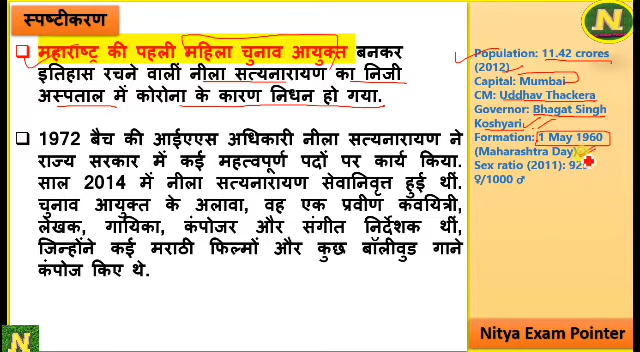 स्पष्टीकरण
महाराष्ट्र की पहली महिला चुनाव आयुक्त बनकर
इतिहास रचने वालीं नीला सत्यनारायण का निजी
अस्पताल में कोरोना के कारण निधन हो गया.
1972 बैच की आईएएस अधिकारी नीला सत्यनारायण ने
राज्य सरकार में कई महत्वपूर्ण पदों पर कार्य किया.
साल 2014 में नीला सत्यनारायण सेवानिवृत्त हुई थीं.
चुनाव आयुक्त के अलावा, वह एक प्रवीण कवयित्री,
लेखक, गायिका, कंपोजर और संगीत निर्देशक थीं,
जिन्होंने कई मराठी फिल्मों और कुछ बॉलीवुड गाने
कंपोज किए थे.
N
Population: 11.42 crores
(2012)
Capital: Mumbai
CM: Uddhav Thackera
Governor: Bhagat Singh
Koshyari
Formation: 1 May 1960
(Maharashtra Day)
Sex ratio (2011):
♀/1000 ♂
N
Nitya Exam Pointer